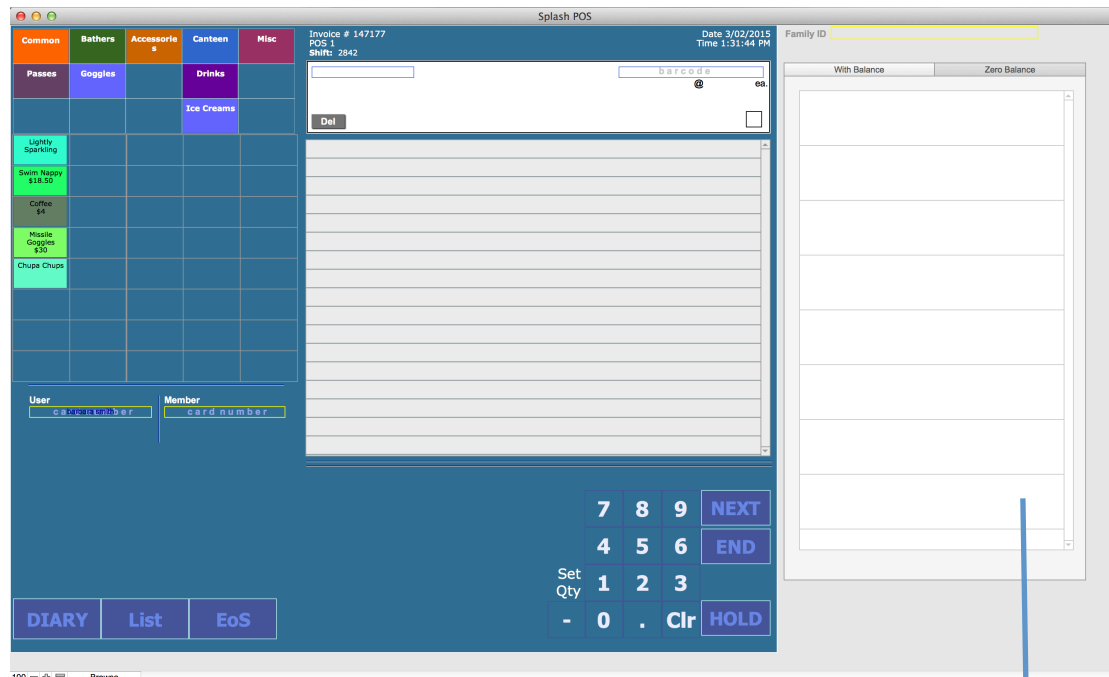 Splash POS
Common
Bathers
Accessorie
s
Canteen
Misc
Passes
Goggles
Drinks
Ice Creams
Lightly
Sparkling
Swim Nappy
$18.50
Coffee
$4
Missile
Goggles
$30
Chupa Chups
User
Member
card number
DIARY
List
EoS
Invoice # 147177
POS 1
Shift: 2842
Date 3/02/2015
Time 1:31:44 PM
barcode
@ ea.
Del
7 8 9 NEXT
4 5 6 END
Set
Qty
1 2 3
- 0 . Clr HOLD
Family ID
With Balance
Zero Balance